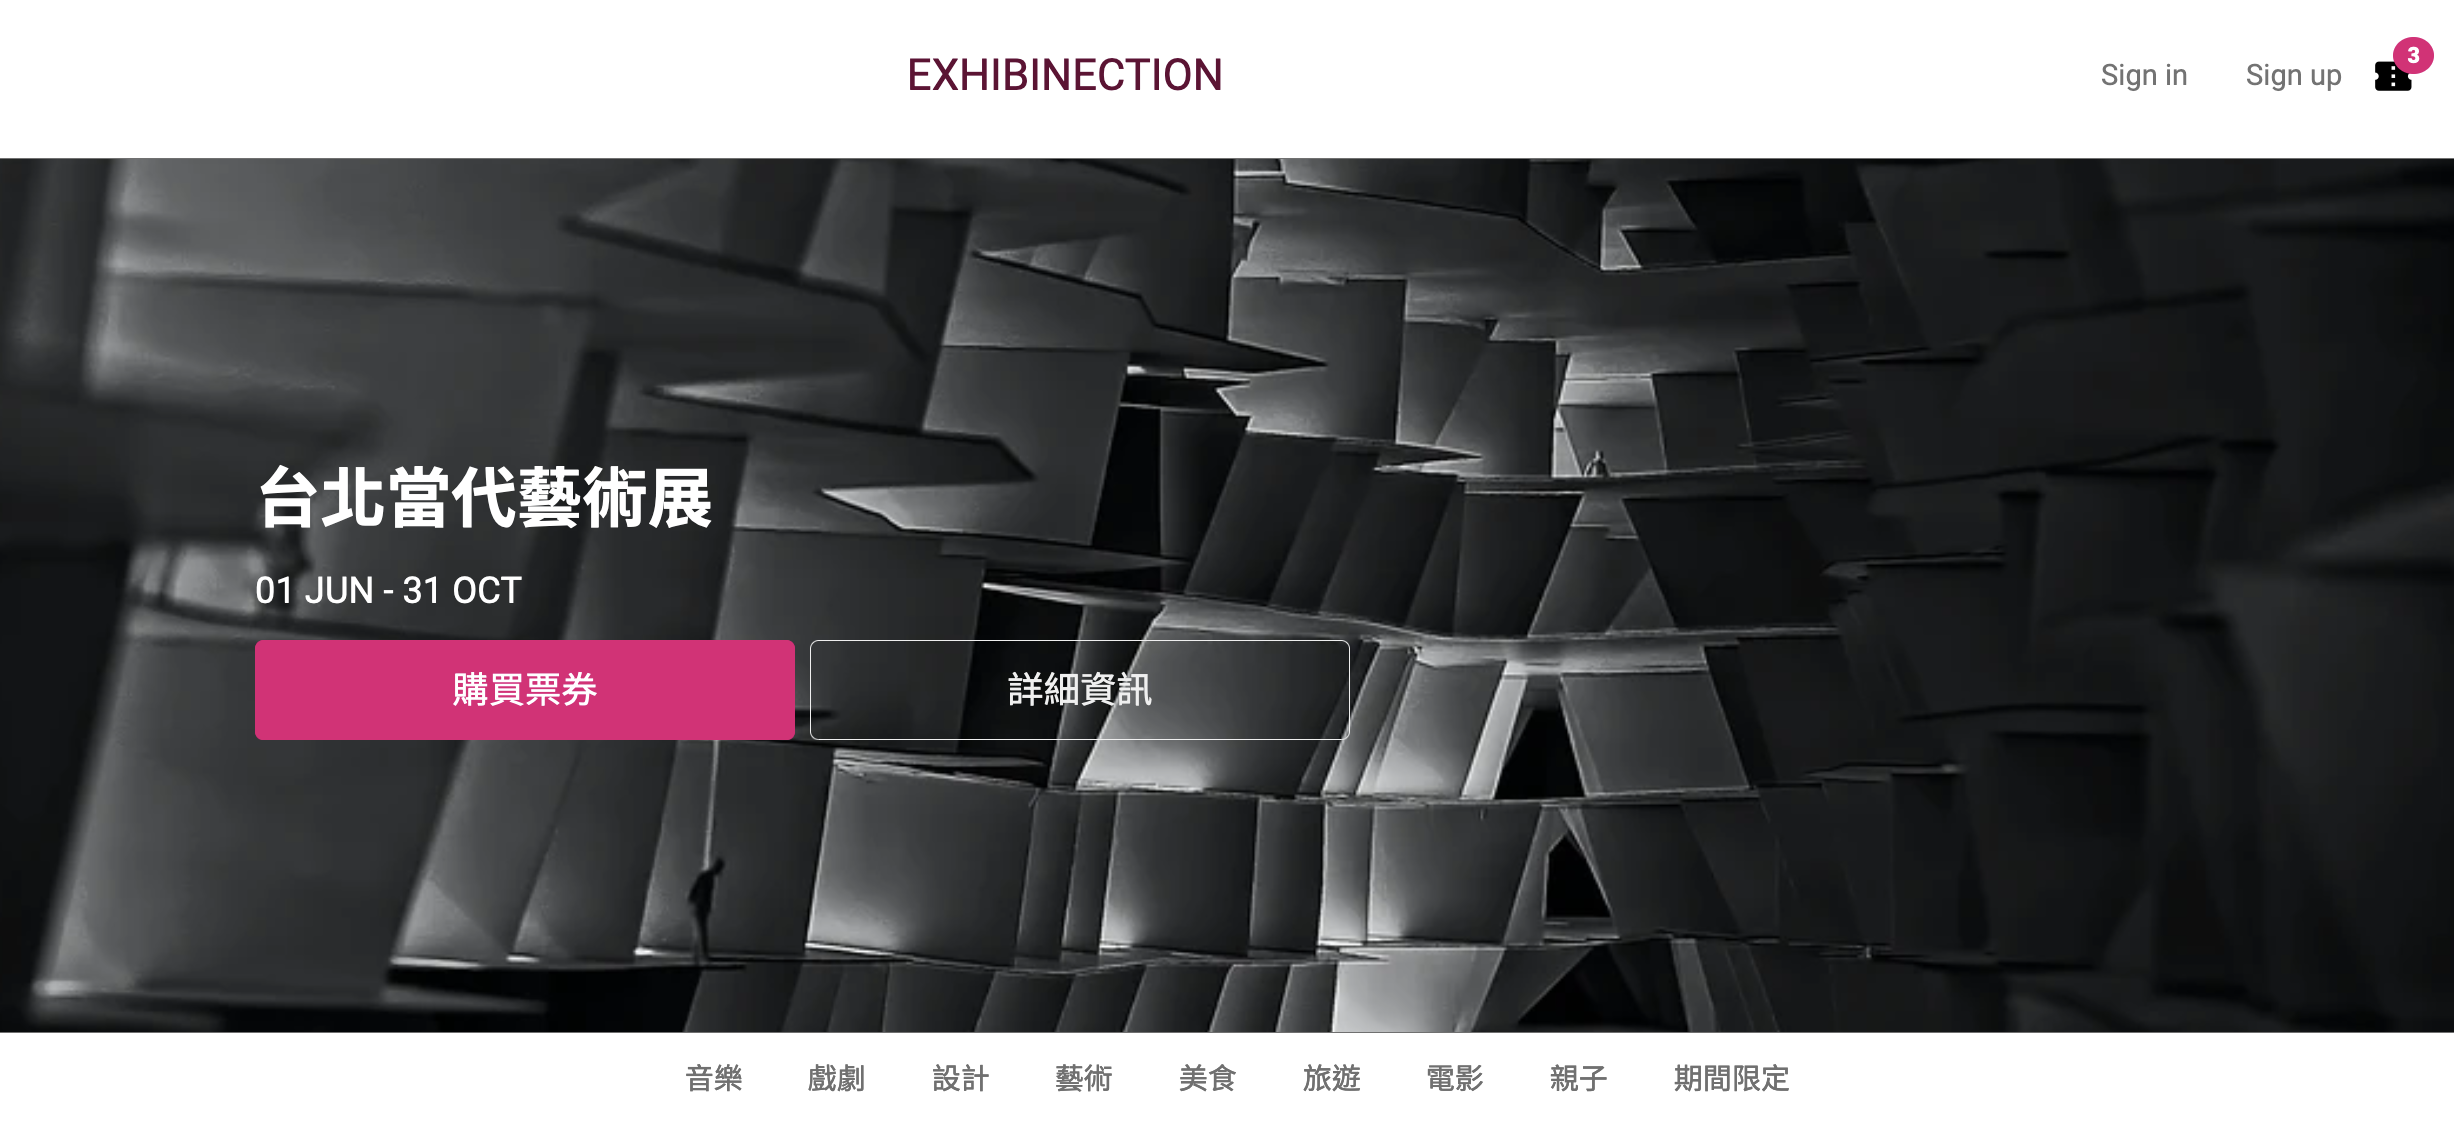 EXHIBINECTION
Sign in
Sign up
3
台北當代藝術展
01 JUN - 31 OCT
購買票券
詳細資訊
音樂 戲劇 設計 藝術 美食 旅遊 電影 親子 期間限定